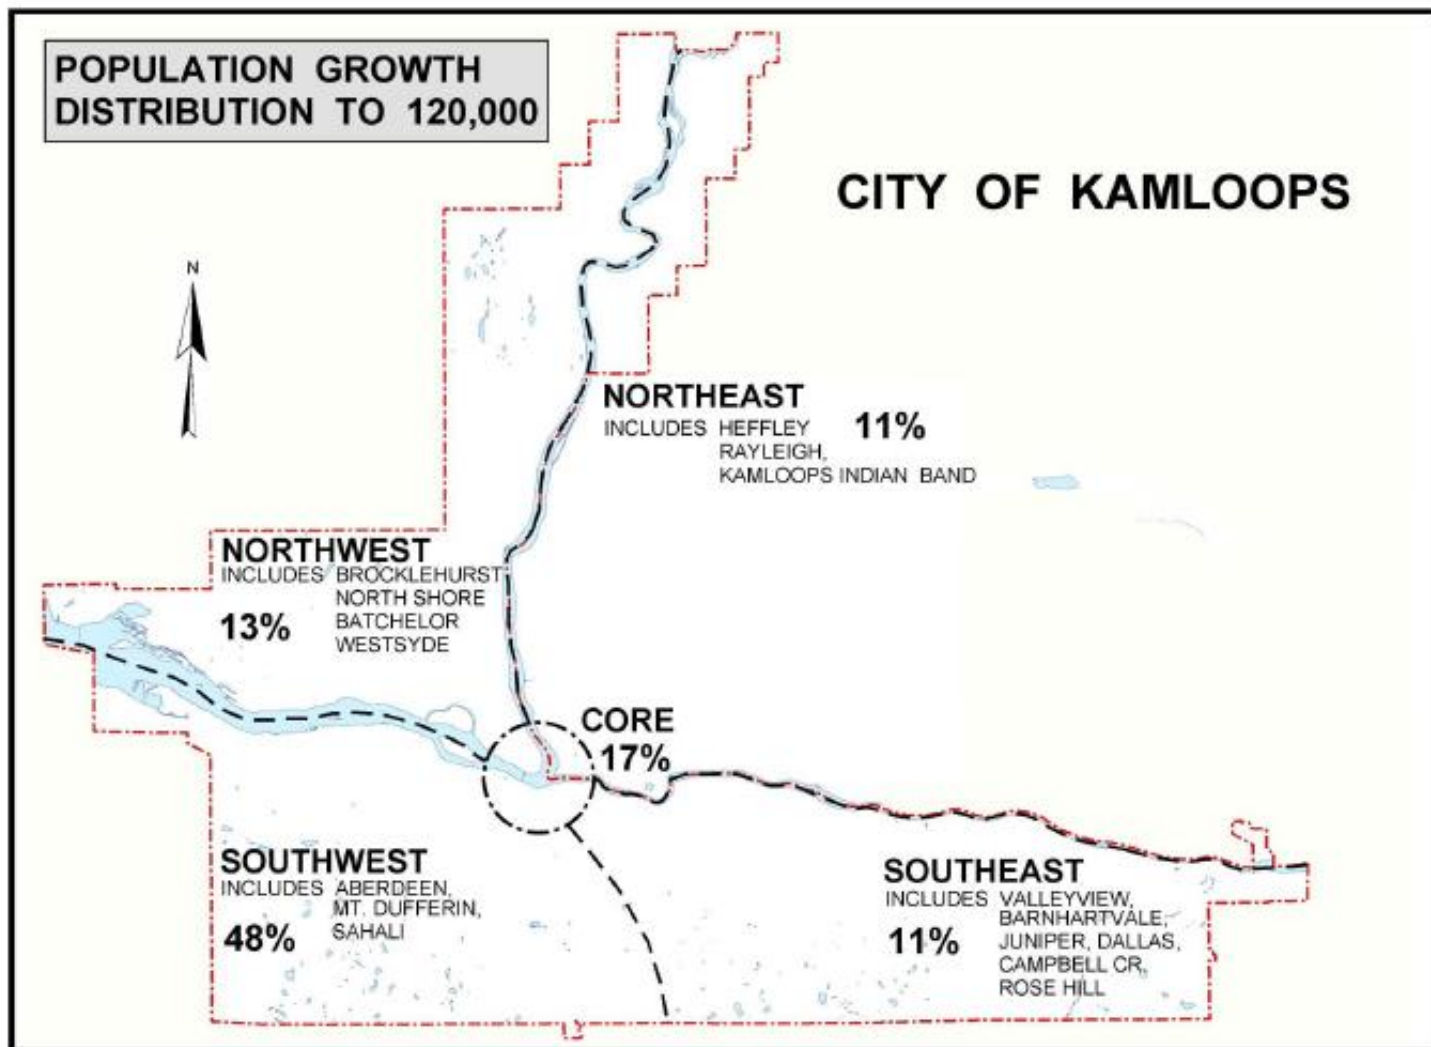 POPULATION GROWTH
DISTRIBUTION TO 120,000
CITY OF KAMLOOPS
N
NORTHEAST
INCLUDES HEFFLEY 11%
RAYLEIGH,
KAMLOOPS INDIAN BAND
NORTHWEST
INCLUDES BROCKLEHURST
NORTH SHORE
13% BATCHELOR
WESTSYDE
CORE
17%
SOUTHWEST
INCLUDES ABERDEEN,
MT. DUFFERIN,
48% SAHALI
SOUTHEAST
INCLUDES VALLEYVIEW,
BARNHARTVALE,
11% JUNIPER, DALLAS,
CAMPBELL CR,
ROSE HILL